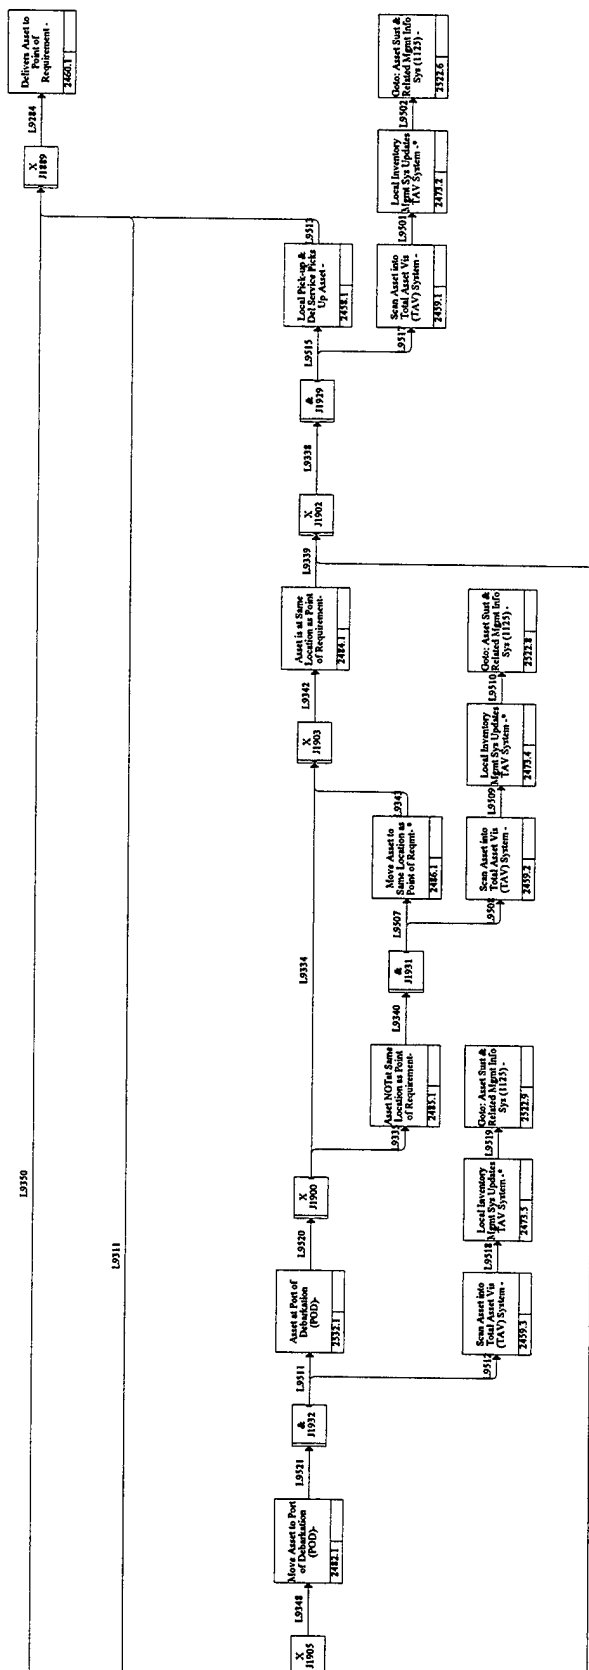 Delivers Asset to
Point of
Requirement -
2460.1
L9284
X
J1889
L9350
L9311
Goto: Asset Sust &
Related Mgmt Info
Sys (1125) -
2522.6
L9502
Local Inventory
Mgmt Sys Updates
TAV System -*
2473.2
L9501
Scan Asset into
Total Asset Vis
(TAV) System -
2459.1
L9517
L9513
Local Pick-up &
Del Service Picks
Up Asset -
2458.1
L9515
&
J1929
L9338
X
J1902
L9339
Asset is at Same
Location as Point
of Requirement-
2484.1
L9342
X
J1903
L9334
L9343
Move Asset to
Same Location as
Point of Reqmt- *
2486.1
L9507
&
J1931
L9340
Asset NOT at Same
Location as Point
of Requirement-
2485.1
L9335
Goto: Asset Sust &
Related Mgmt Info
Sys (1125) -
2522.8
L9510
Local Inventory
Mgmt Sys Updates
TAV System -*
2473.4
L9509
Scan Asset into
Total Asset Vis
(TAV) System -
2459.2
L9508
X
J1900
L9520
Asset at Port of
Debarkation
(POD)-
2532.1
L9511
&
J1932
L9521
Move Asset to Port
of Debarkation
(POD)-
2482.1
L9348
X
J1905
Goto: Asset Sust &
Related Mgmt Info
Sys (1125) -
2522.9
L9519
Local Inventory
Mgmt Sys Updates
TAV System -*
2473.5
L9518
Scan Asset into
Total Asset Vis
(TAV) System -
2459.3
L9512